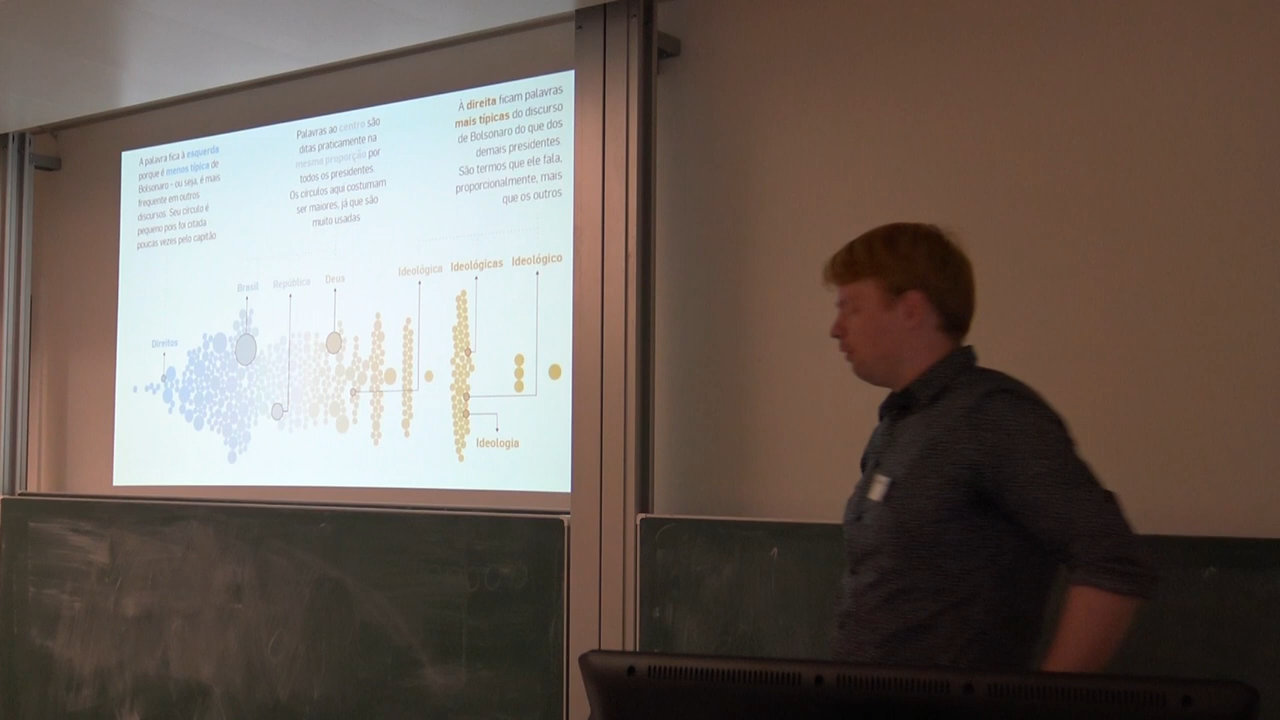 A palavra fica à esquerda
porque é menos típica de
Bolsonaro - ou seja, é mais
frequente em outros
discursos. Seu círculo é
pequeno pois foi citada
poucas vezes pelo capitão
Palavras ao centro são
ditas praticamente na
mesma proporção por
todos os presidentes.
Os círculos aqui costumam
ser maiores, já que são
muito usadas
À direita ficam palavras
mais típicas do discurso
de Bolsonaro do que dos
demais presidentes.
São termos que ele fala,
proporcionalmente, mais
que os outros
Direitos
Brasil
República
Deus
Ideológica
Ideológicas
Ideológico
Ideologia